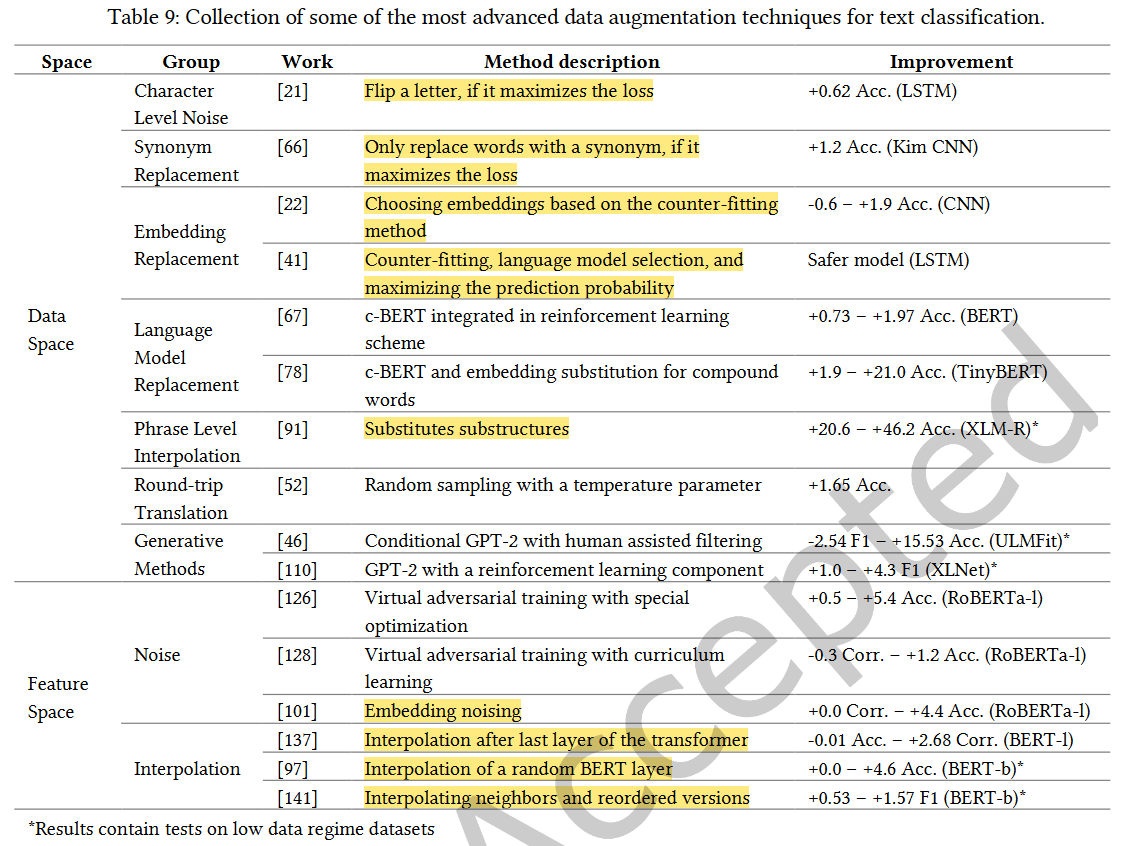 Table 9: Collection of some of the most advanced data augmentation techniques for text classification.
Space Group Work Method description Improvement
Character [21] Flip a letter, if it maximizes the loss +0.62 Acc. (LSTM)
Level Noise
Synonym [66] Only replace words with a synonym, if it +1.2 Acc. (Kim CNN)
Replacement maximizes the loss
[22] Choosing embeddings based on the counter-fitting -0.6 – +1.9 Acc. (CNN)
Embedding method
Replacement [41] Counter-fitting, language model selection, and Safer model (LSTM)
maximizing the prediction probability
Data Language [67] c-BERT integrated in reinforcement learning +0.73 – +1.97 Acc. (BERT)
Space Model scheme
Replacement [78] c-BERT and embedding substitution for compound +1.9 – +21.0 Acc. (TinyBERT)
words
Phrase Level [91] Substitutes substructures +20.6 – +46.2 Acc. (XLM-R)*
Interpolation
Round-trip [52] Random sampling with a temperature parameter +1.65 Acc.
Translation
Generative [46] Conditional GPT-2 with human assisted filtering -2.54 F1 – +15.53 Acc. (ULMFit)*
Methods [110] GPT-2 with a reinforcement learning component +1.0 – +4.3 F1 (XLNet)*
[126] Virtual adversarial training with special +0.5 – +5.4 Acc. (RoBERTa-l)
optimization
Noise [128] Virtual adversarial training with curriculum -0.3 Corr. – +1.2 Acc. (RoBERTa-l)
Feature learning
Space [101] Embedding noising +0.0 Corr. – +4.4 Acc. (RoBERTa-l)
[137] Interpolation after last layer of the transformer -0.01 Acc. – +2.68 Corr. (BERT-l)
Interpolation [97] Interpolation of a random BERT layer +0.0 – +4.6 Acc. (BERT-b)*
[141] Interpolating neighbors and reordered versions +0.53 – +1.57 F1 (BERT-b)*
*Results contain tests on low data regime datasets
Accepted